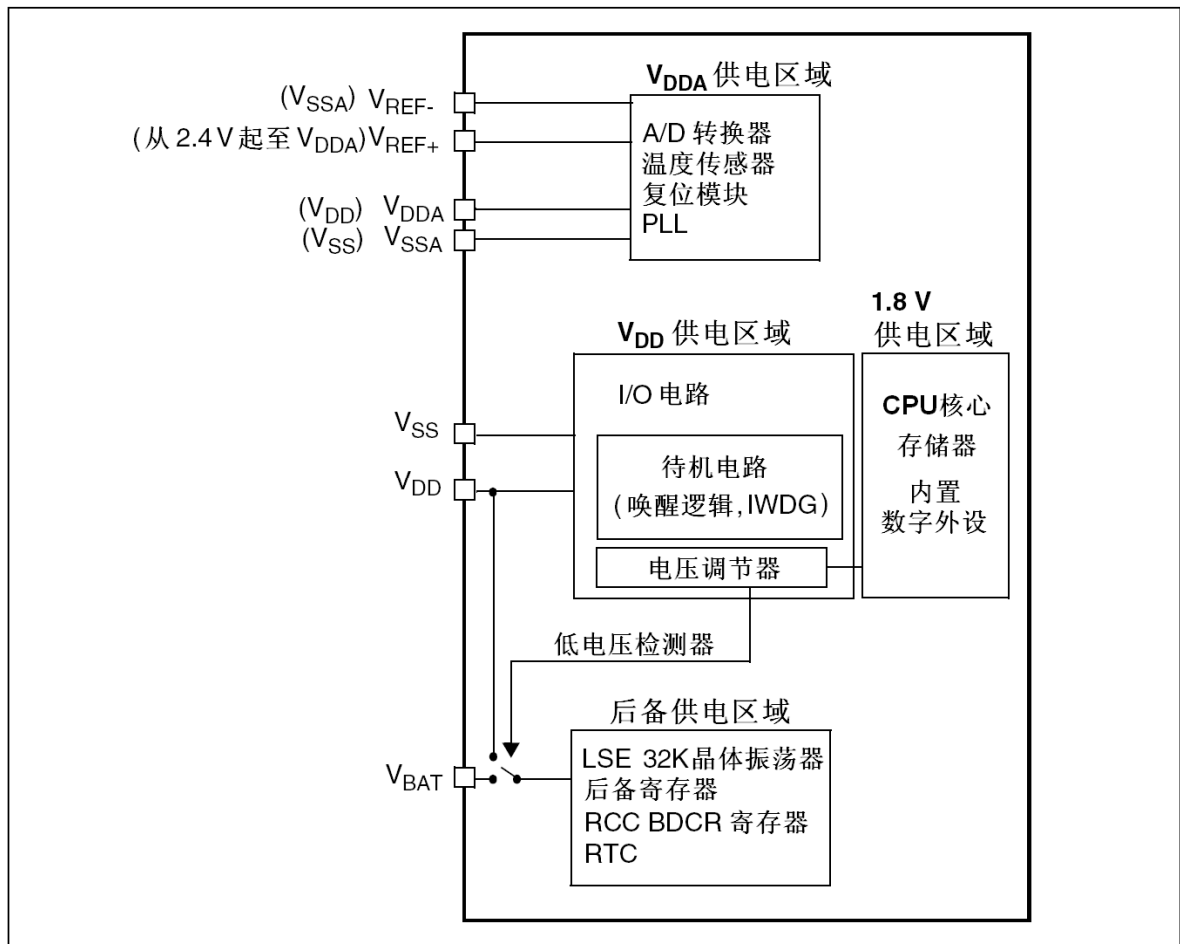 V_DDA 供电区域
(V_SSA) V_REF-
(从 2.4 V 起至 V_DDA) V_REF+
(V_DD) V_DDA
(V_SS) V_SSA
A/D 转换器
温度传感器
复位模块
PLL
V_DD 供电区域
1.8 V
供电区域
I/O 电路
V_SS
V_DD
待机电路
(唤醒逻辑, IWDG)
电压调节器
CPU核心
存储器
内置
数字外设
低电压检测器
后备供电区域
V_BAT
LSE 32K晶体振荡器
后备寄存器
RCC BDCR 寄存器
RTC